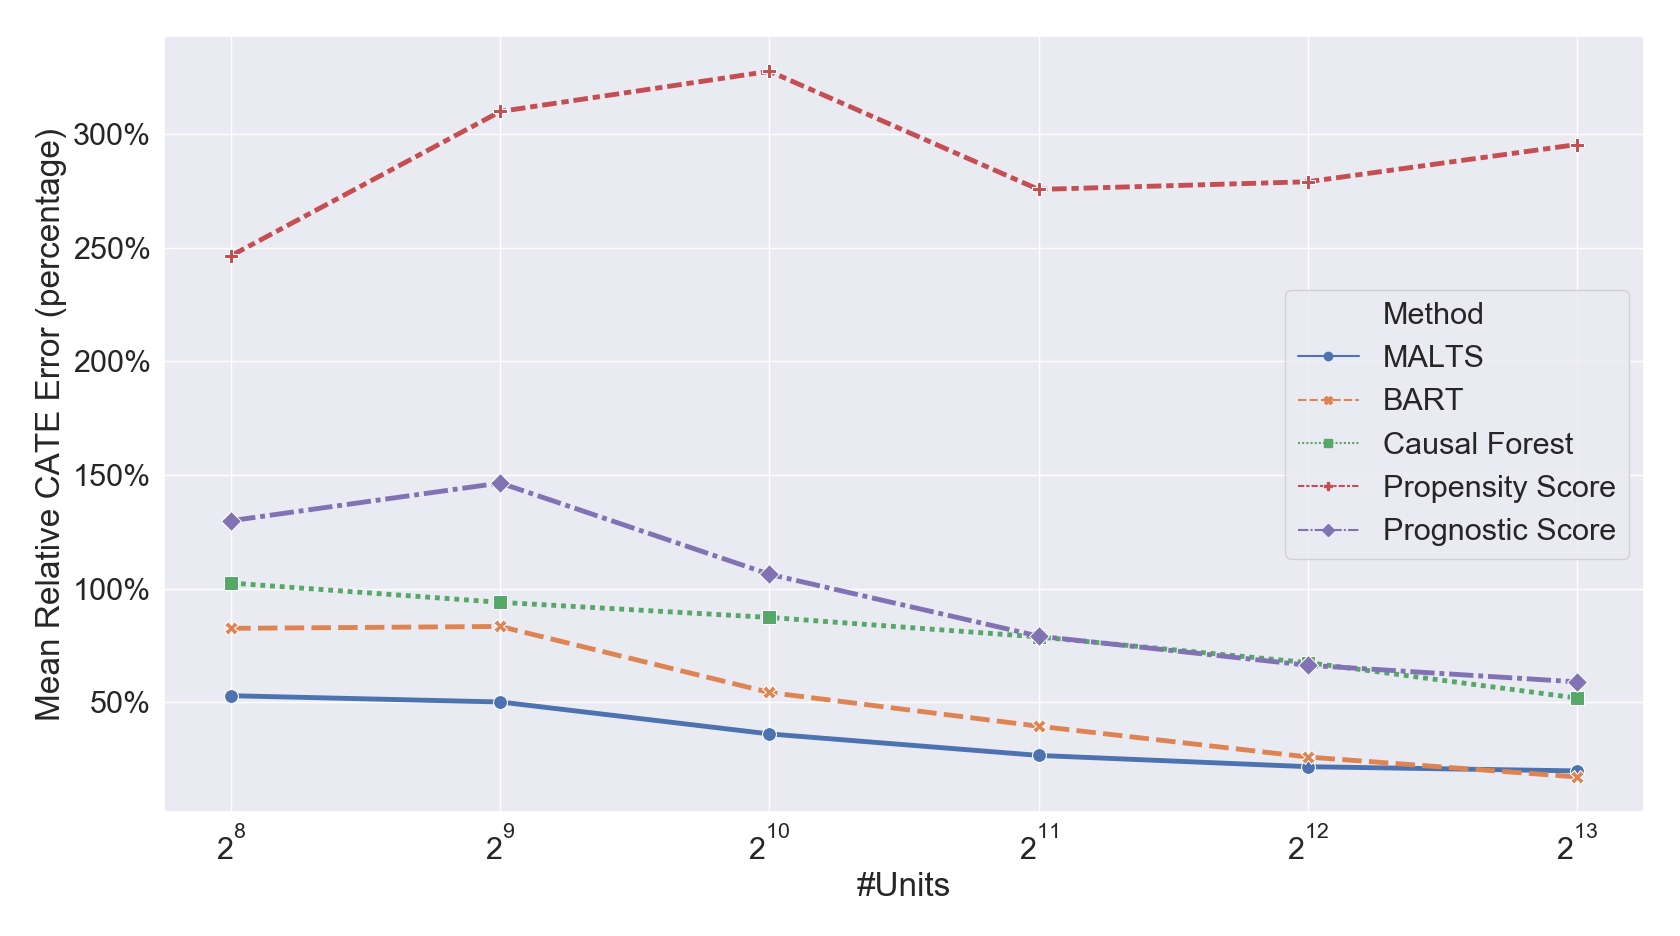 Mean Relative CATE Error (percentage)
300%
250%
200%
150%
100%
50%
Method
MALTS
BART
Causal Forest
Propensity Score
Prognostic Score
2^8 2^9 2^10 2^11 2^12 2^13
#Units